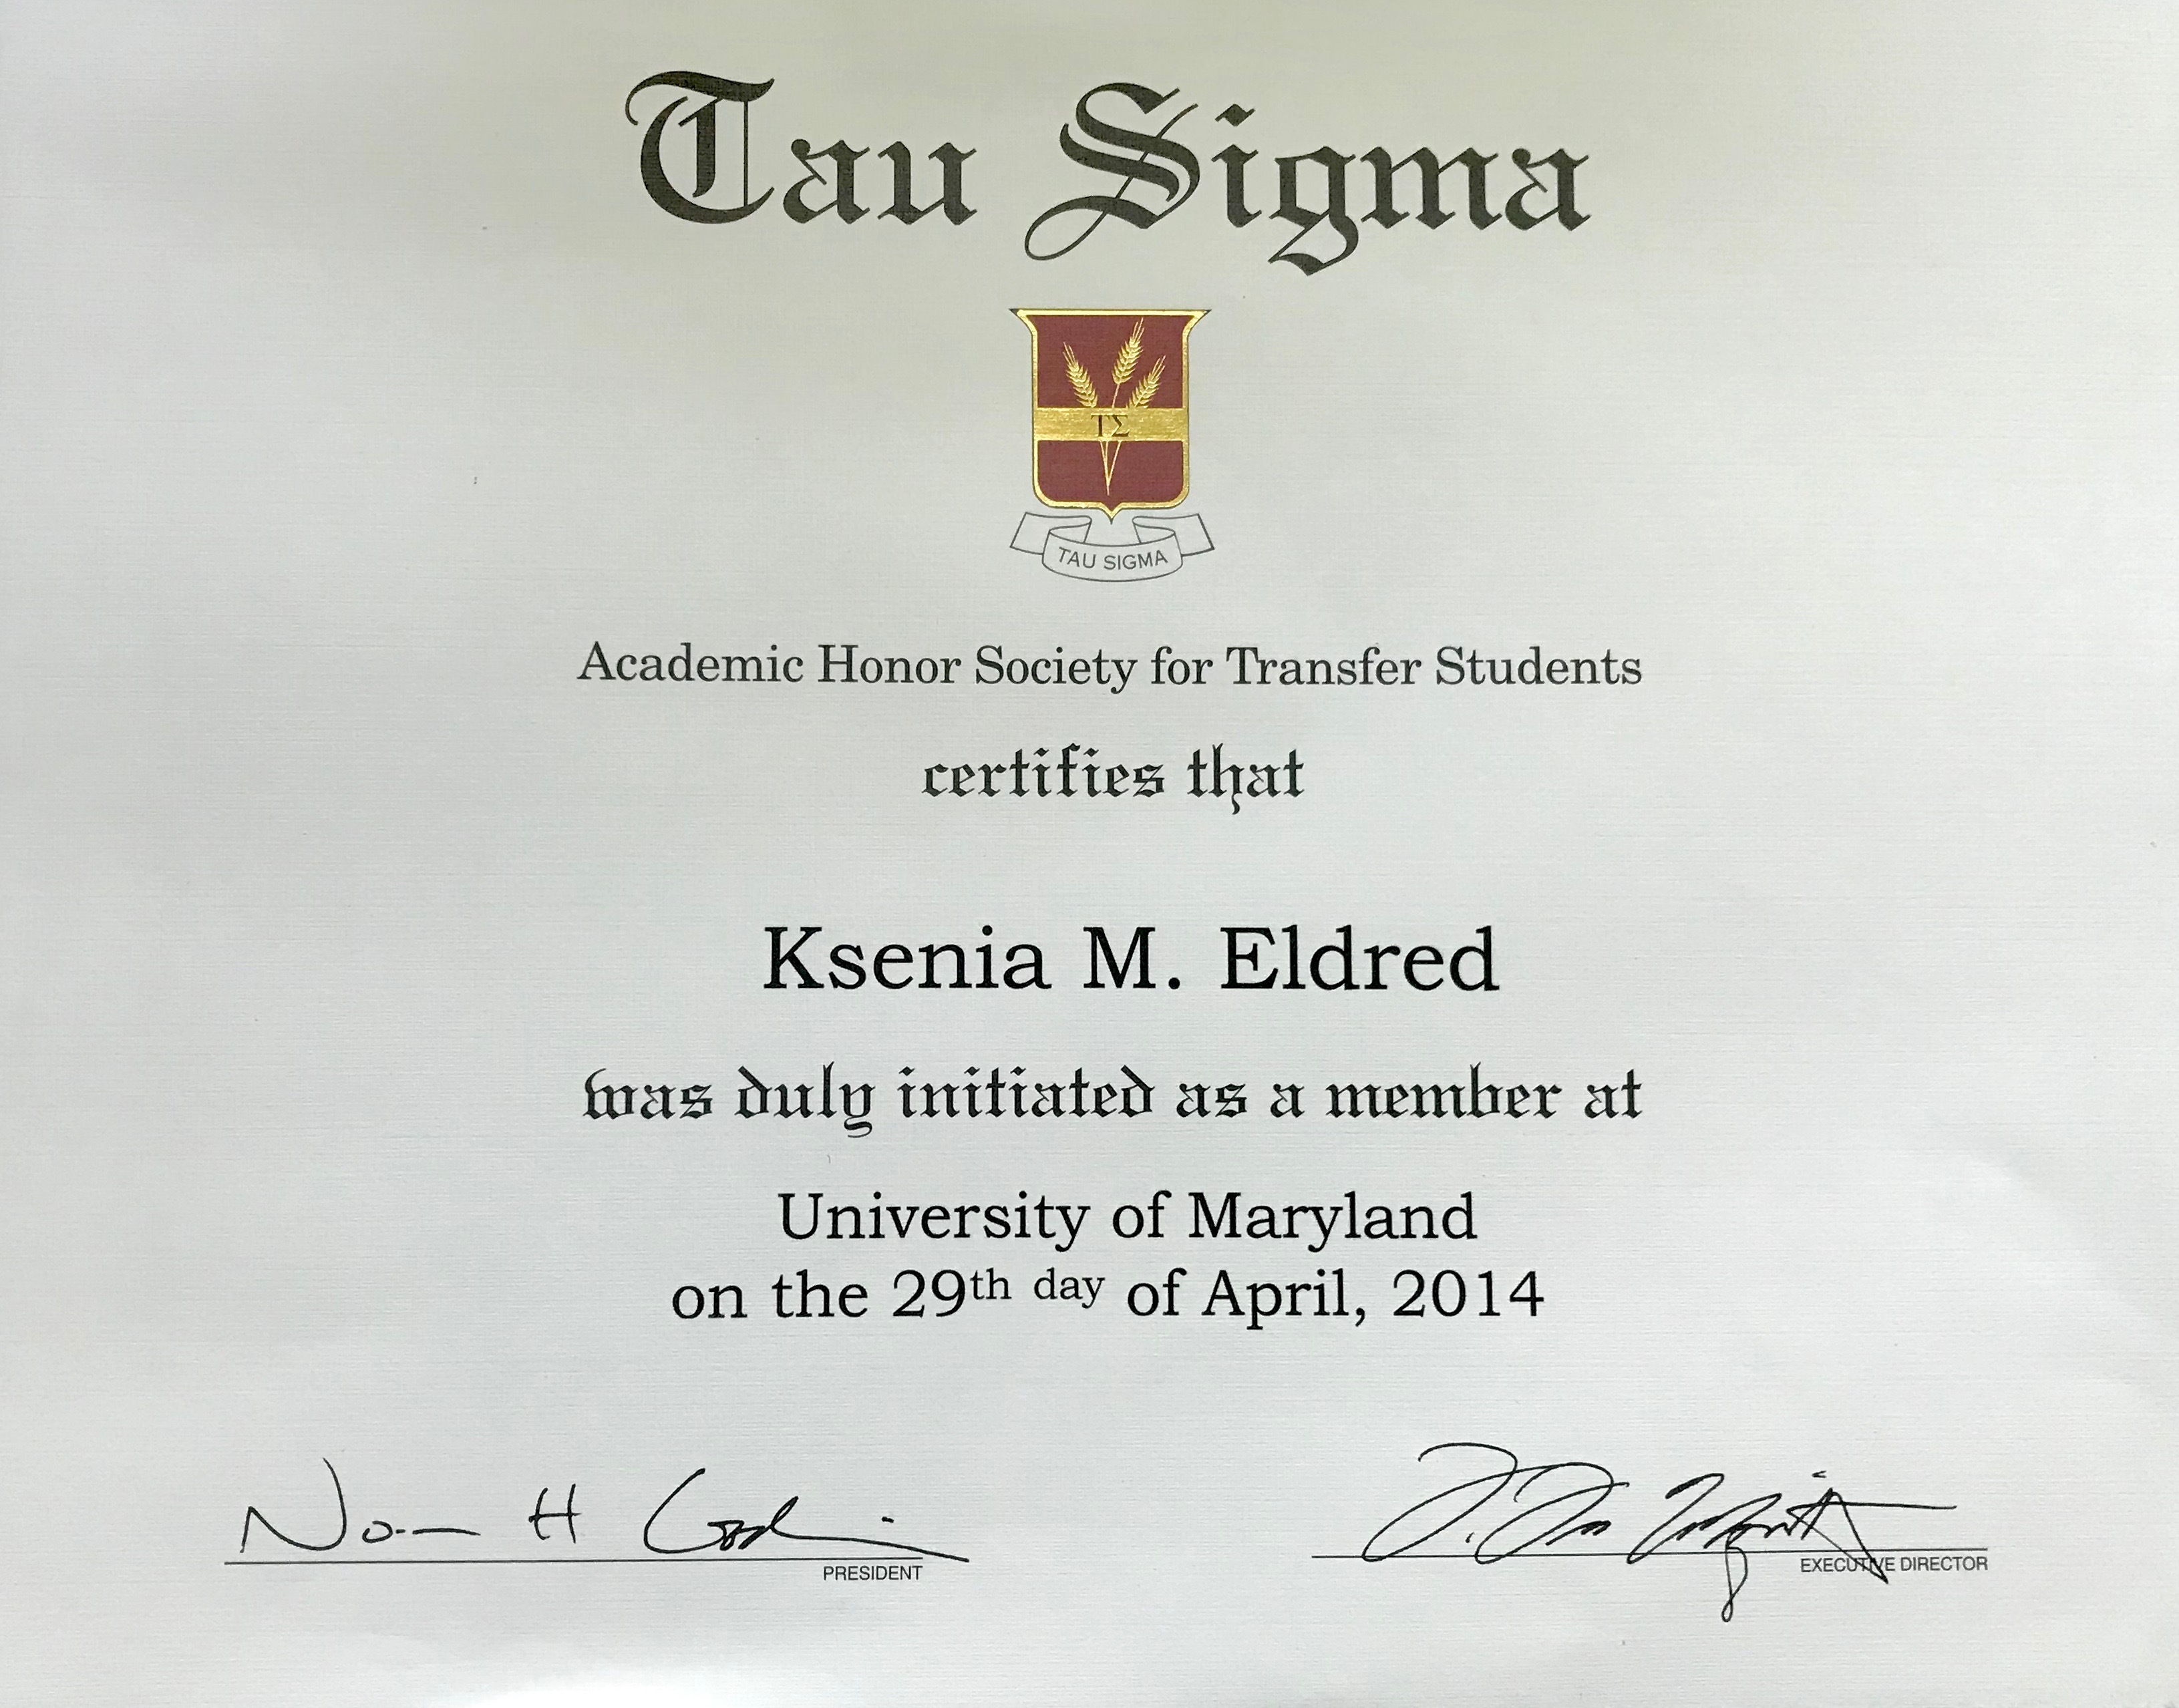 Tau Sigma
ΤΣ
TAU SIGMA
Academic Honor Society for Transfer Students
certifies that
Ksenia M. Eldred
was duly initiated as a member at
University of Maryland
on the 29th day of April, 2014
PRESIDENT
EXECUTIVE DIRECTOR